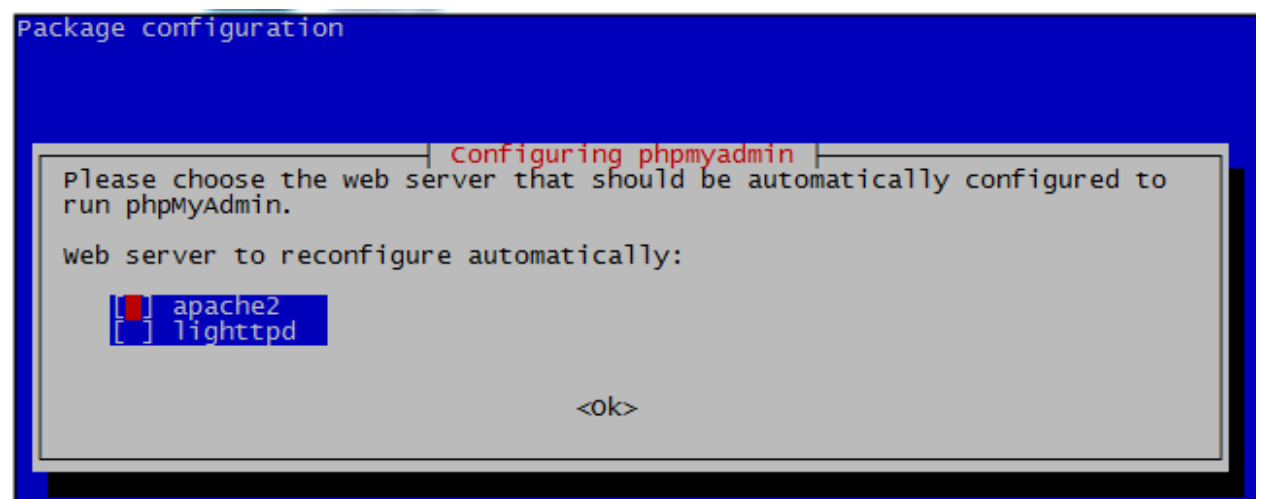 Package configuration
Configuring phpmyadmin
Please choose the web server that should be automatically configured to
run phpMyAdmin.
Web server to reconfigure automatically:
[ ] apache2
[ ] lighttpd
<Ok>